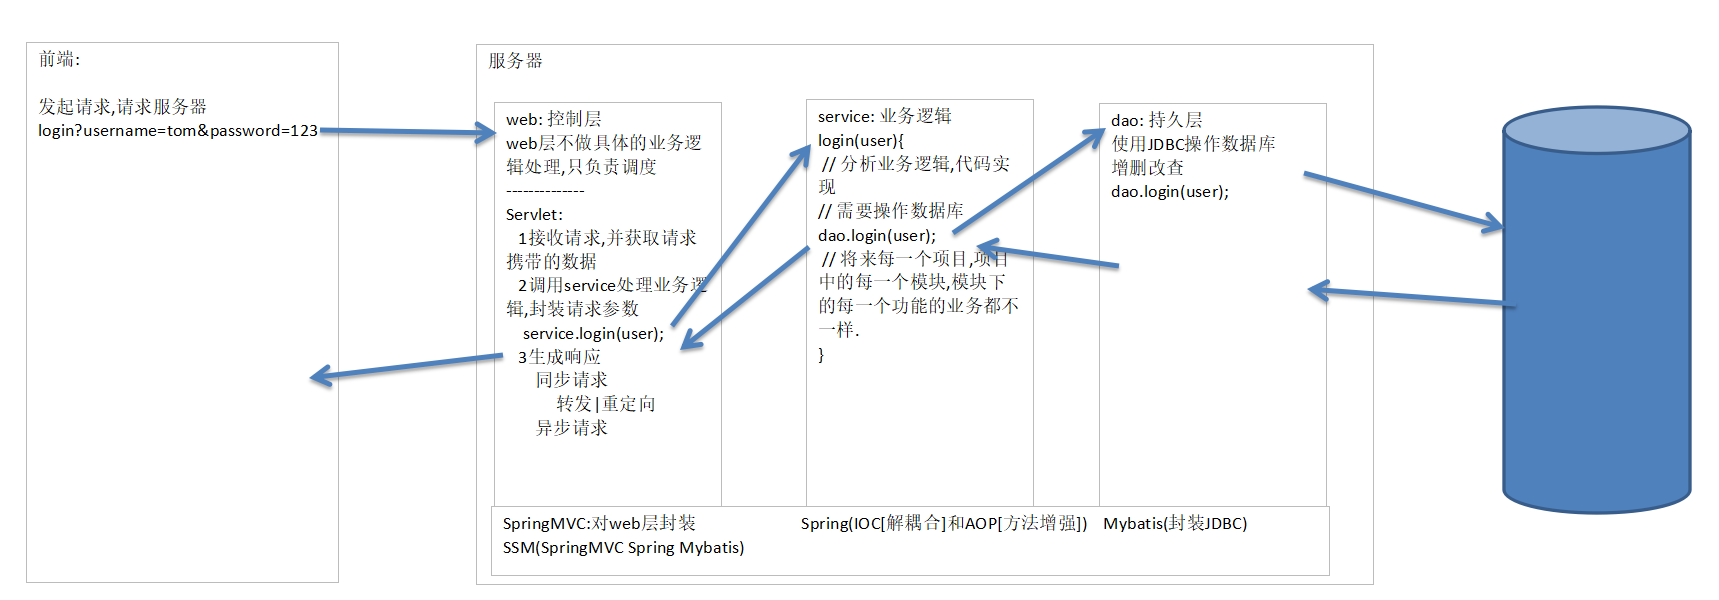 前端:
发起请求,请求服务器
login?username=tom&password=123
服务器
web: 控制层
web层不做具体的业务逻
辑处理,只负责调度
--------------
Servlet:
1接收请求,并获取请求
携带的数据
2调用service处理业务逻
辑,封装请求参数
service.login(user);
3生成响应
同步请求
转发|重定向
异步请求
service: 业务逻辑
login(user){
// 分析业务逻辑,代码实
现
// 需要操作数据库
dao.login(user);
// 将来每一个项目,项目
中的每一个模块,模块下
的每一个功能的业务都不
一样.
}
dao: 持久层
使用JDBC操作数据库
增删改查
dao.login(user);
SpringMVC:对web层封装
Spring(IOC[解耦合]和AOP[方法增强])
Mybatis(封装JDBC)
SSM(SpringMVC Spring Mybatis)